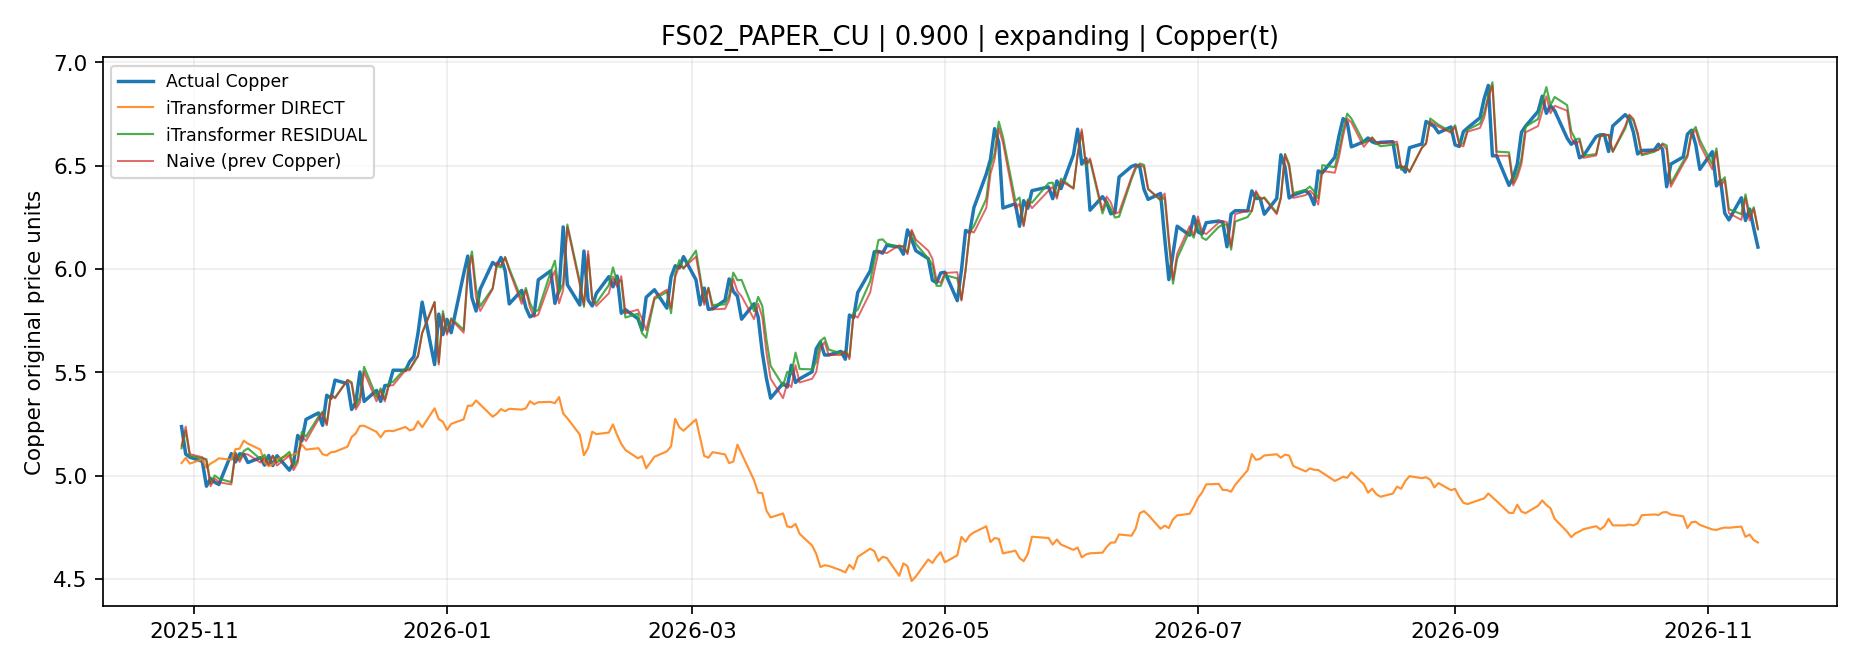 FS02_PAPER_CU | 0.900 | expanding | Copper(t)
Actual Copper
iTransformer DIRECT
iTransformer RESIDUAL
Naive (prev Copper)
Copper original price units
7.0
6.5
6.0
5.5
5.0
4.5
2025-11
2026-01
2026-03
2026-05
2026-07
2026-09
2026-11